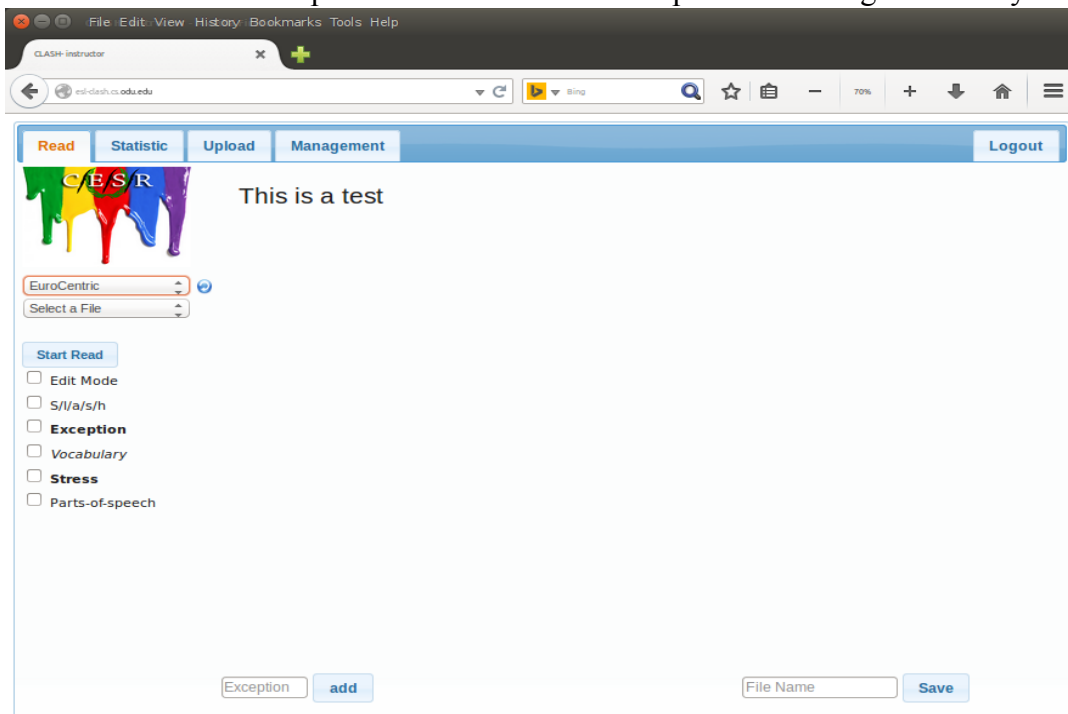 File Edit View History Bookmarks Tools Help
CLASH-instructor
esl-clash.cs.odu.edu Bing 70%
Read Statistic Upload Management Logout
C/E/S/R
This is a test
EuroCentric
Select a File
Start Read
Edit Mode
S/l/a/s/h
Exception
Vocabulary
Stress
Parts-of-speech
Exception add File Name Save